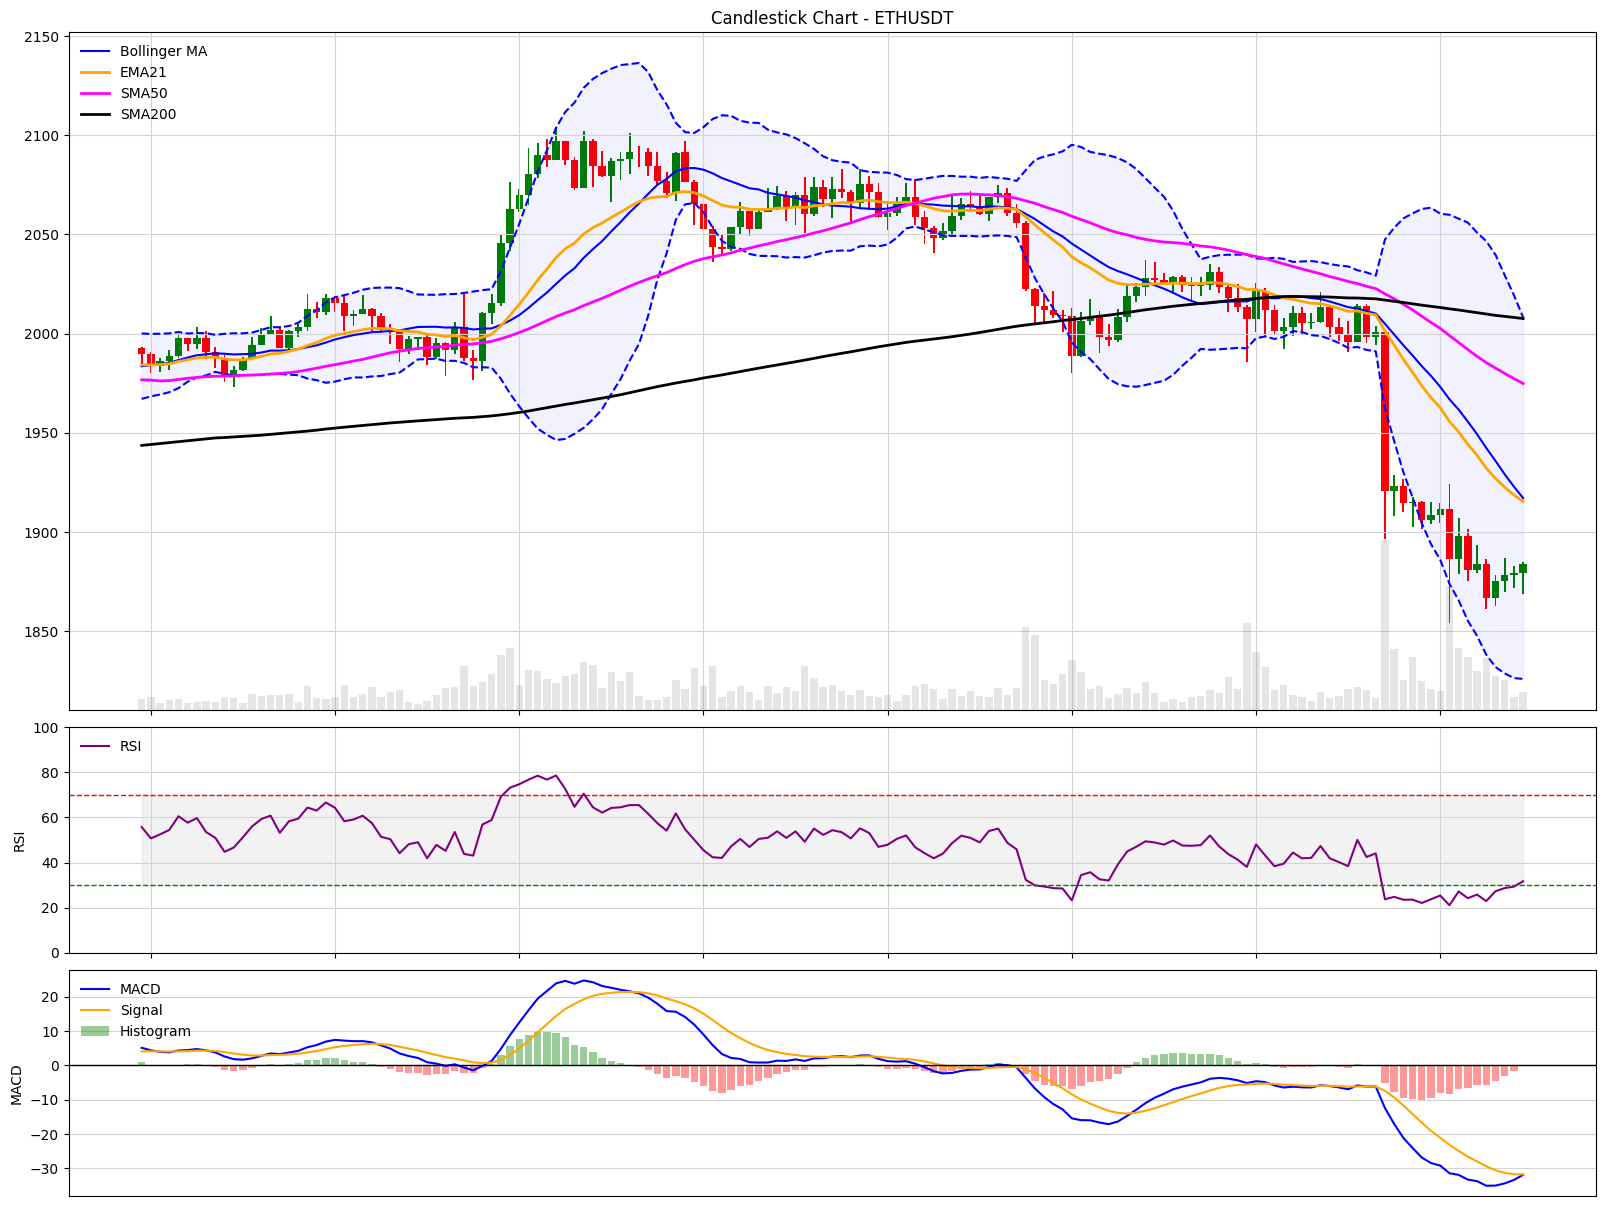 Candlestick Chart - ETHUSDT
2150
2100
2050
2000
1950
1900
1850
Bollinger MA
EMA21
SMA50
SMA200
100
80
60
40
20
0
RSI
RSI
20
10
0
−10
−20
−30
MACD
MACD
Signal
Histogram